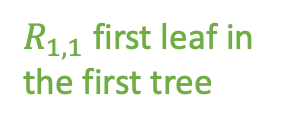 R₁,₁ first leaf in
the first tree